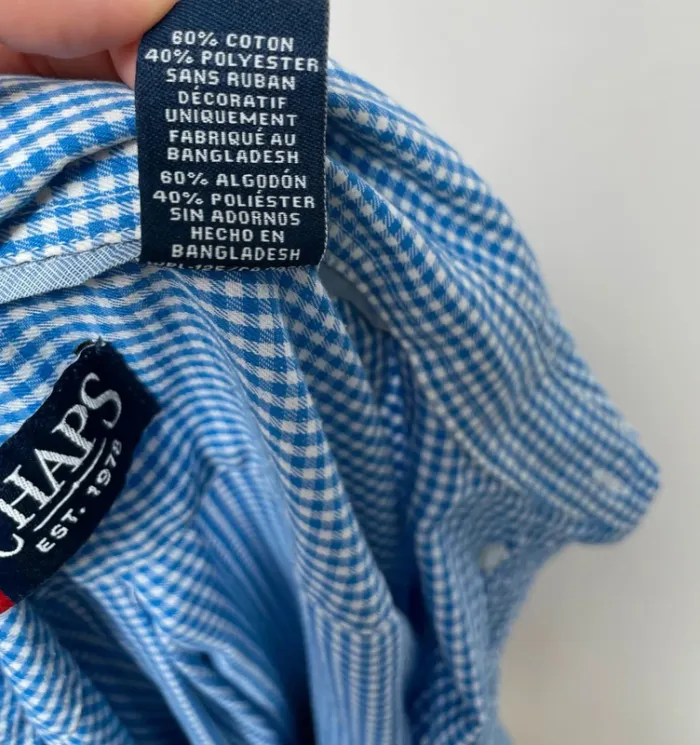 60% COTON
40% POLYESTER
SANS RUBAN
DÉCORATIF
UNIQUEMENT
FABRIQUÉ AU
BANGLADESH
60% ALGODÓN
40% POLIÉSTER
SIN ADORNOS
HECHO EN
BANGLADESH
CHAPS
EST. 1978